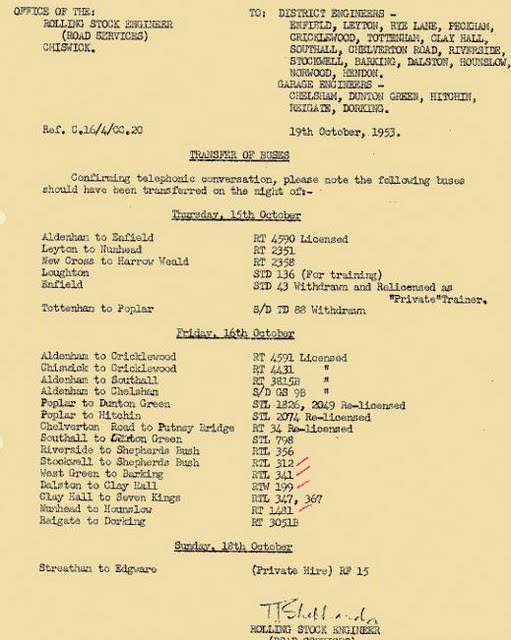 OFFICE OF THE:
ROLLING STOCK ENGINEER
(ROAD SERVICES)
CHISWICK.
TO: DISTRICT ENGINEERS -
ENFIELD, LEYTON, RYE LANE, PECKHAM,
CRICKLEWOOD, TOTTENHAM, CLAY HALL,
SOUTHALL, CHELVERTON ROAD, RIVERSIDE,
STOCKWELL, BARKING, DALSTON, HOUNSLOW,
NORWOOD, HENDON.
GARAGE ENGINEERS -
CHELSHAM, DUNTON GREEN, HITCHIN,
REIGATE, DORKING.
Ref. C.16/4/GC.20
19th October, 1953.
TRANSFER OF BUSES
Confirming telephonic conversation, please note the following buses
should have been transferred on the night of:-
Thursday, 15th October
Aldenham to Enfield RT 4590 Licensed
Leyton to Nunhead RT 2351
New Cross to Harrow Weald RT 2358
Loughton STD 136 (For training)
Enfield STD 43 Withdrawn and Relicensed as
"Private"Trainer.
Tottenham to Poplar S/D TD 88 Withdrawn
Friday, 16th October
Aldenham to Cricklewood RT 4591 Licensed
Chiswick to Cricklewood RT 4431 "
Aldenham to Southall RT 3815B "
Aldenham to Chelsham S/D GS 9B "
Poplar to Dunton Green STL 1826, 2049 Re-licensed
Poplar to Hitchin STL 2074 Re-licensed
Chelverton Road to Putney Bridge RT 34 Re-licensed
Southall to Green STL 798
Riverside to Shepherds Bush RTL 356
Stockwell to Shepherds Bush RTL 312
West Green to Barking RTL 341
Dalston to Clay Hall RTW 199
Clay Hall to Seven Kings RTL 347, 367
Nunhead to Hounslow RT 1481
Reigate to Dorking RT 3051B
Sunday, 18th October
Streatham to Edgware (Private Hire) RF 15
ROLLING STOCK ENGINEER
(ROAD SERVICES)